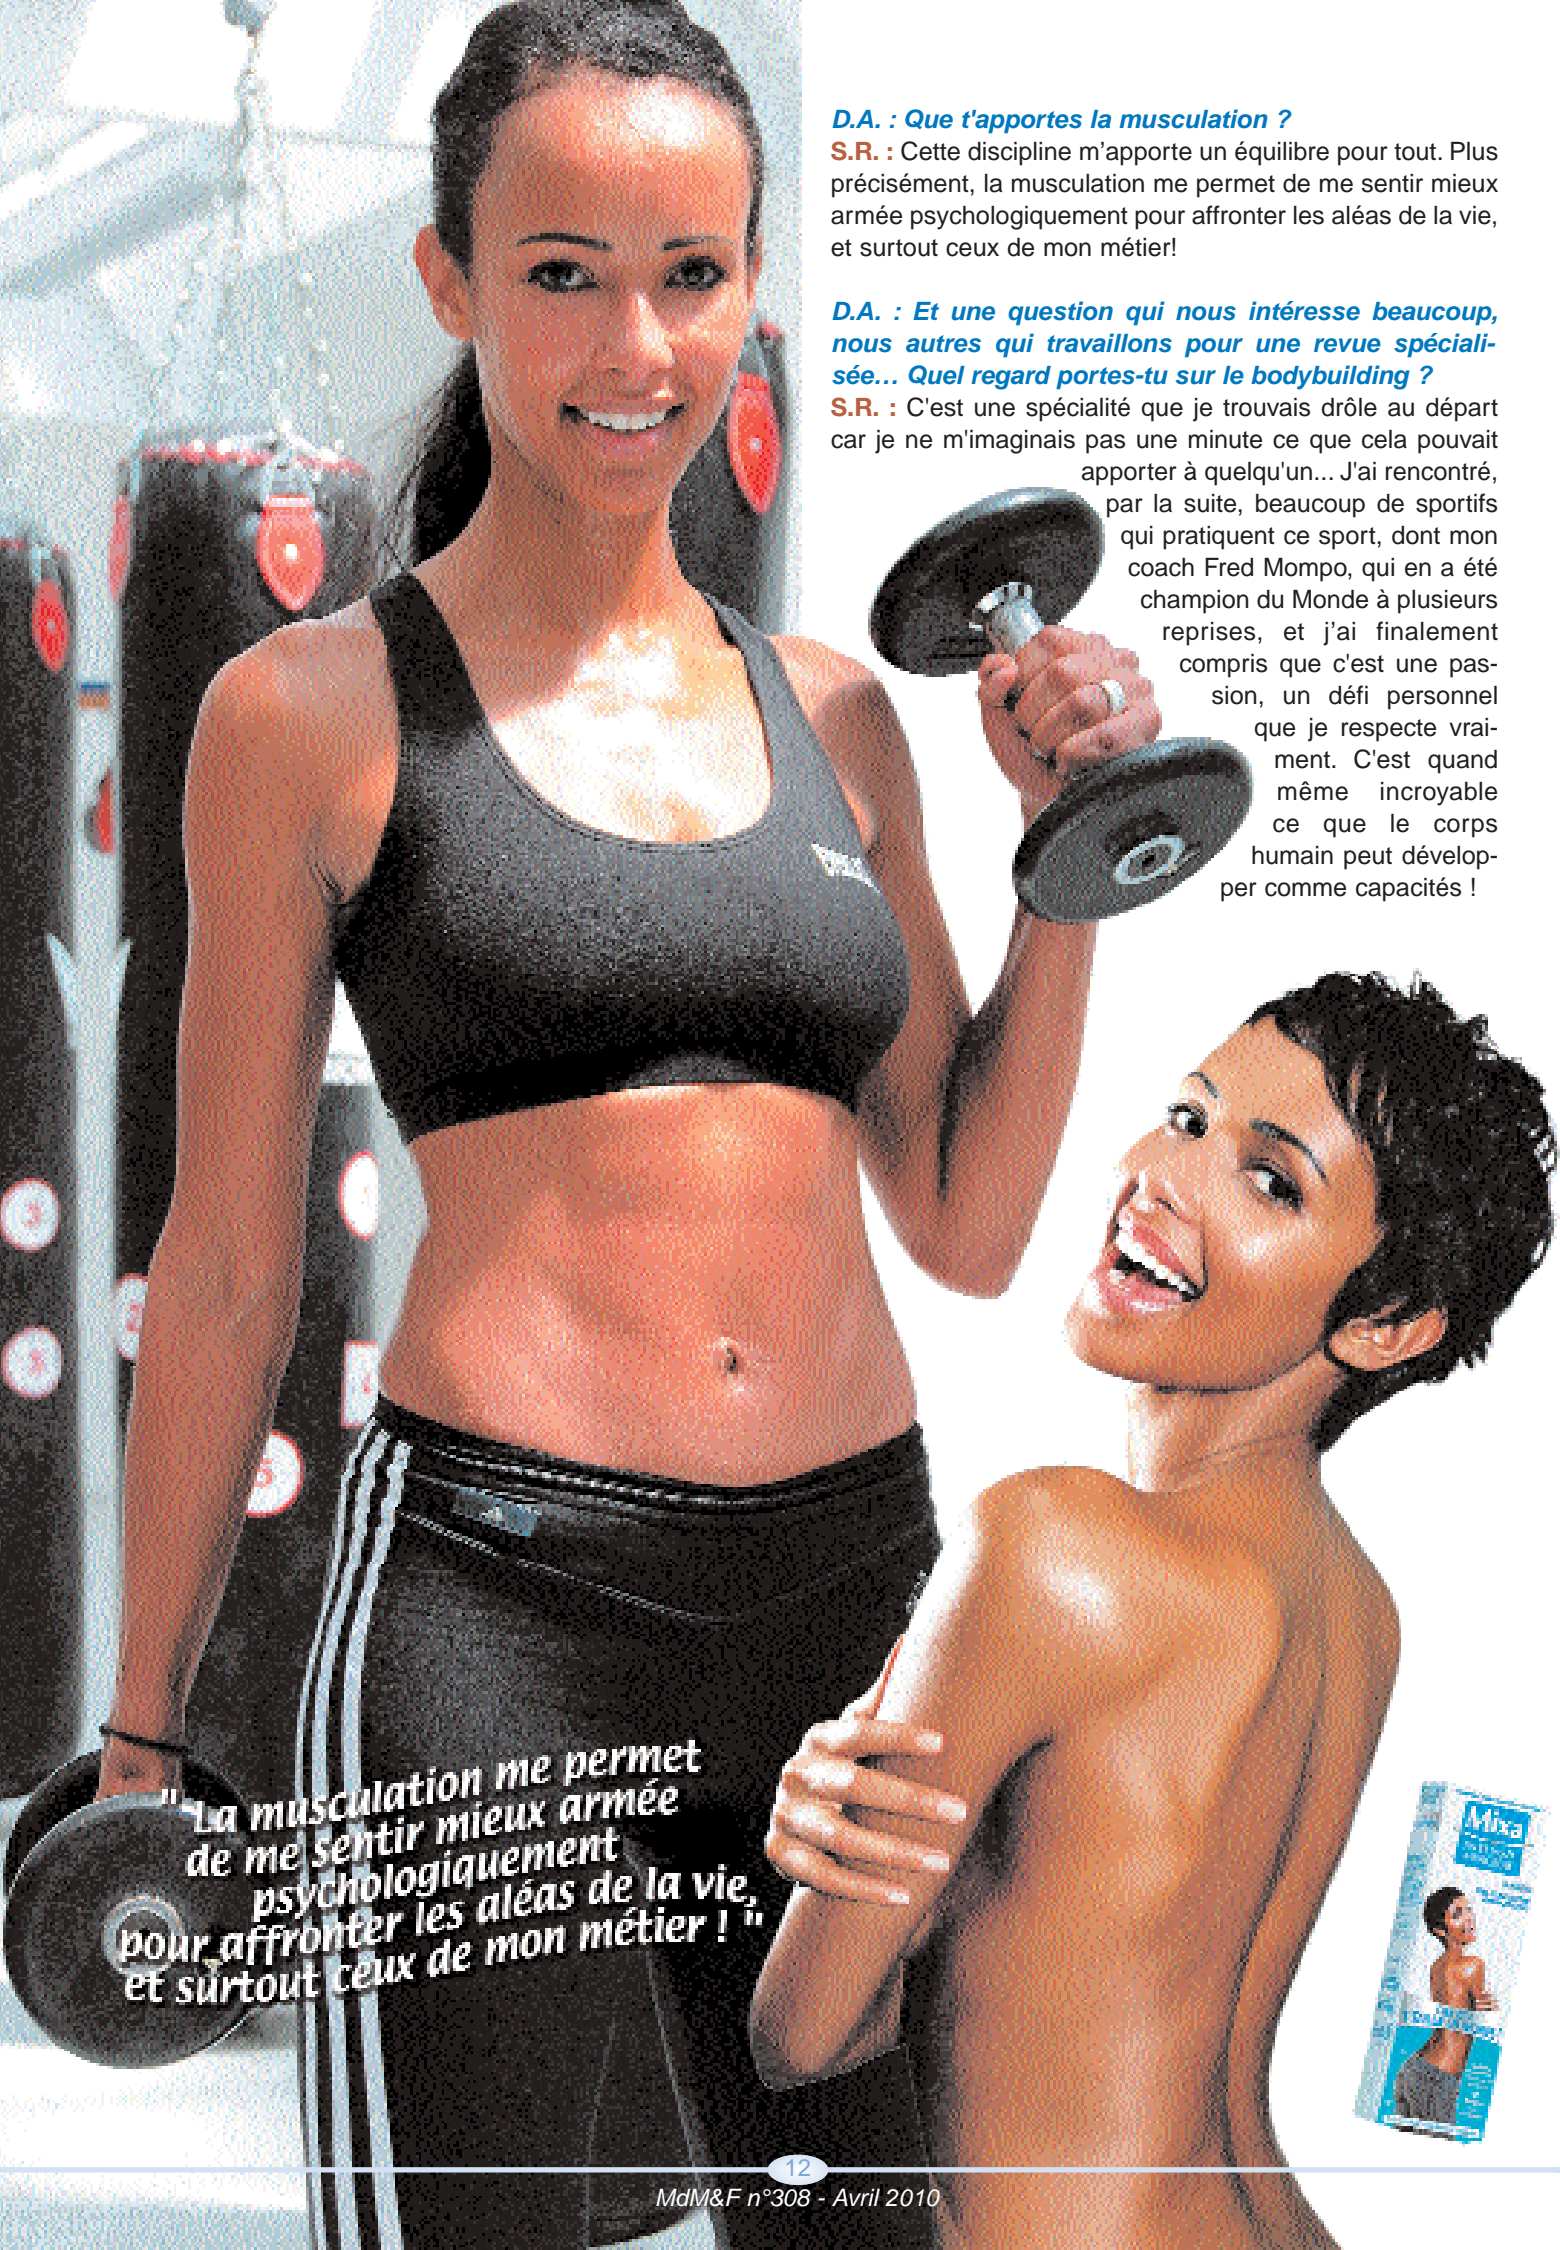 D.A. : Que t'apportes la musculation ?
S.R. : Cette discipline m’apporte un équilibre pour tout. Plus
précisément, la musculation me permet de me sentir mieux
armée psychologiquement pour affronter les aléas de la vie,
et surtout ceux de mon métier!
D.A. : Et une question qui nous intéresse beaucoup,
nous autres qui travaillons pour une revue spéciali-
sée… Quel regard portes-tu sur le bodybuilding ?
S.R. : C'est une spécialité que je trouvais drôle au départ
car je ne m'imaginais pas une minute ce que cela pouvait
apporter à quelqu'un... J'ai rencontré,
par la suite, beaucoup de sportifs
qui pratiquent ce sport, dont mon
coach Fred Mompo, qui en a été
champion du Monde à plusieurs
reprises, et j’ai finalement
compris que c'est une pas-
sion, un défi personnel
que je respecte vrai-
ment. C'est quand
même incroyable
ce que le corps
humain peut dévelop-
per comme capacités !
" La musculation me permet
de me sentir mieux armée
psychologiquement
pour affronter les aléas de la vie,
et surtout ceux de mon métier ! "
Mixa
12
MdM&F n°308 - Avril 2010